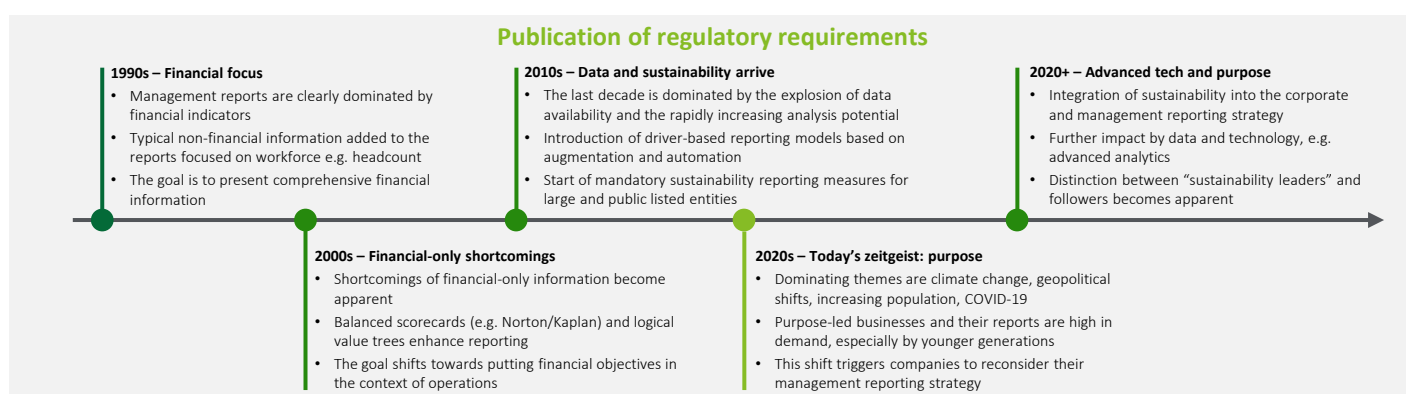 Publication of regulatory requirements
1990s – Financial focus
• Management reports are clearly dominated by
financial indicators
• Typical non-financial information added to the
reports focused on workforce e.g. headcount
• The goal is to present comprehensive financial
information
2000s – Financial-only shortcomings
• Shortcomings of financial-only information become
apparent
• Balanced scorecards (e.g. Norton/Kaplan) and logical
value trees enhance reporting
• The goal shifts towards putting financial objectives in
the context of operations
2010s – Data and sustainability arrive
• The last decade is dominated by the explosion of data
availability and the rapidly increasing analysis potential
• Introduction of driver-based reporting models based on
augmentation and automation
• Start of mandatory sustainability reporting measures for
large and public listed entities
2020s – Today’s zeitgeist: purpose
• Dominating themes are climate change, geopolitical
shifts, increasing population, COVID-19
• Purpose-led businesses and their reports are high in
demand, especially by younger generations
• This shift triggers companies to reconsider their
management reporting strategy
2020+ – Advanced tech and purpose
• Integration of sustainability into the corporate
and management reporting strategy
• Further impact by data and technology, e.g.
advanced analytics
• Distinction between “sustainability leaders” and
followers becomes apparent